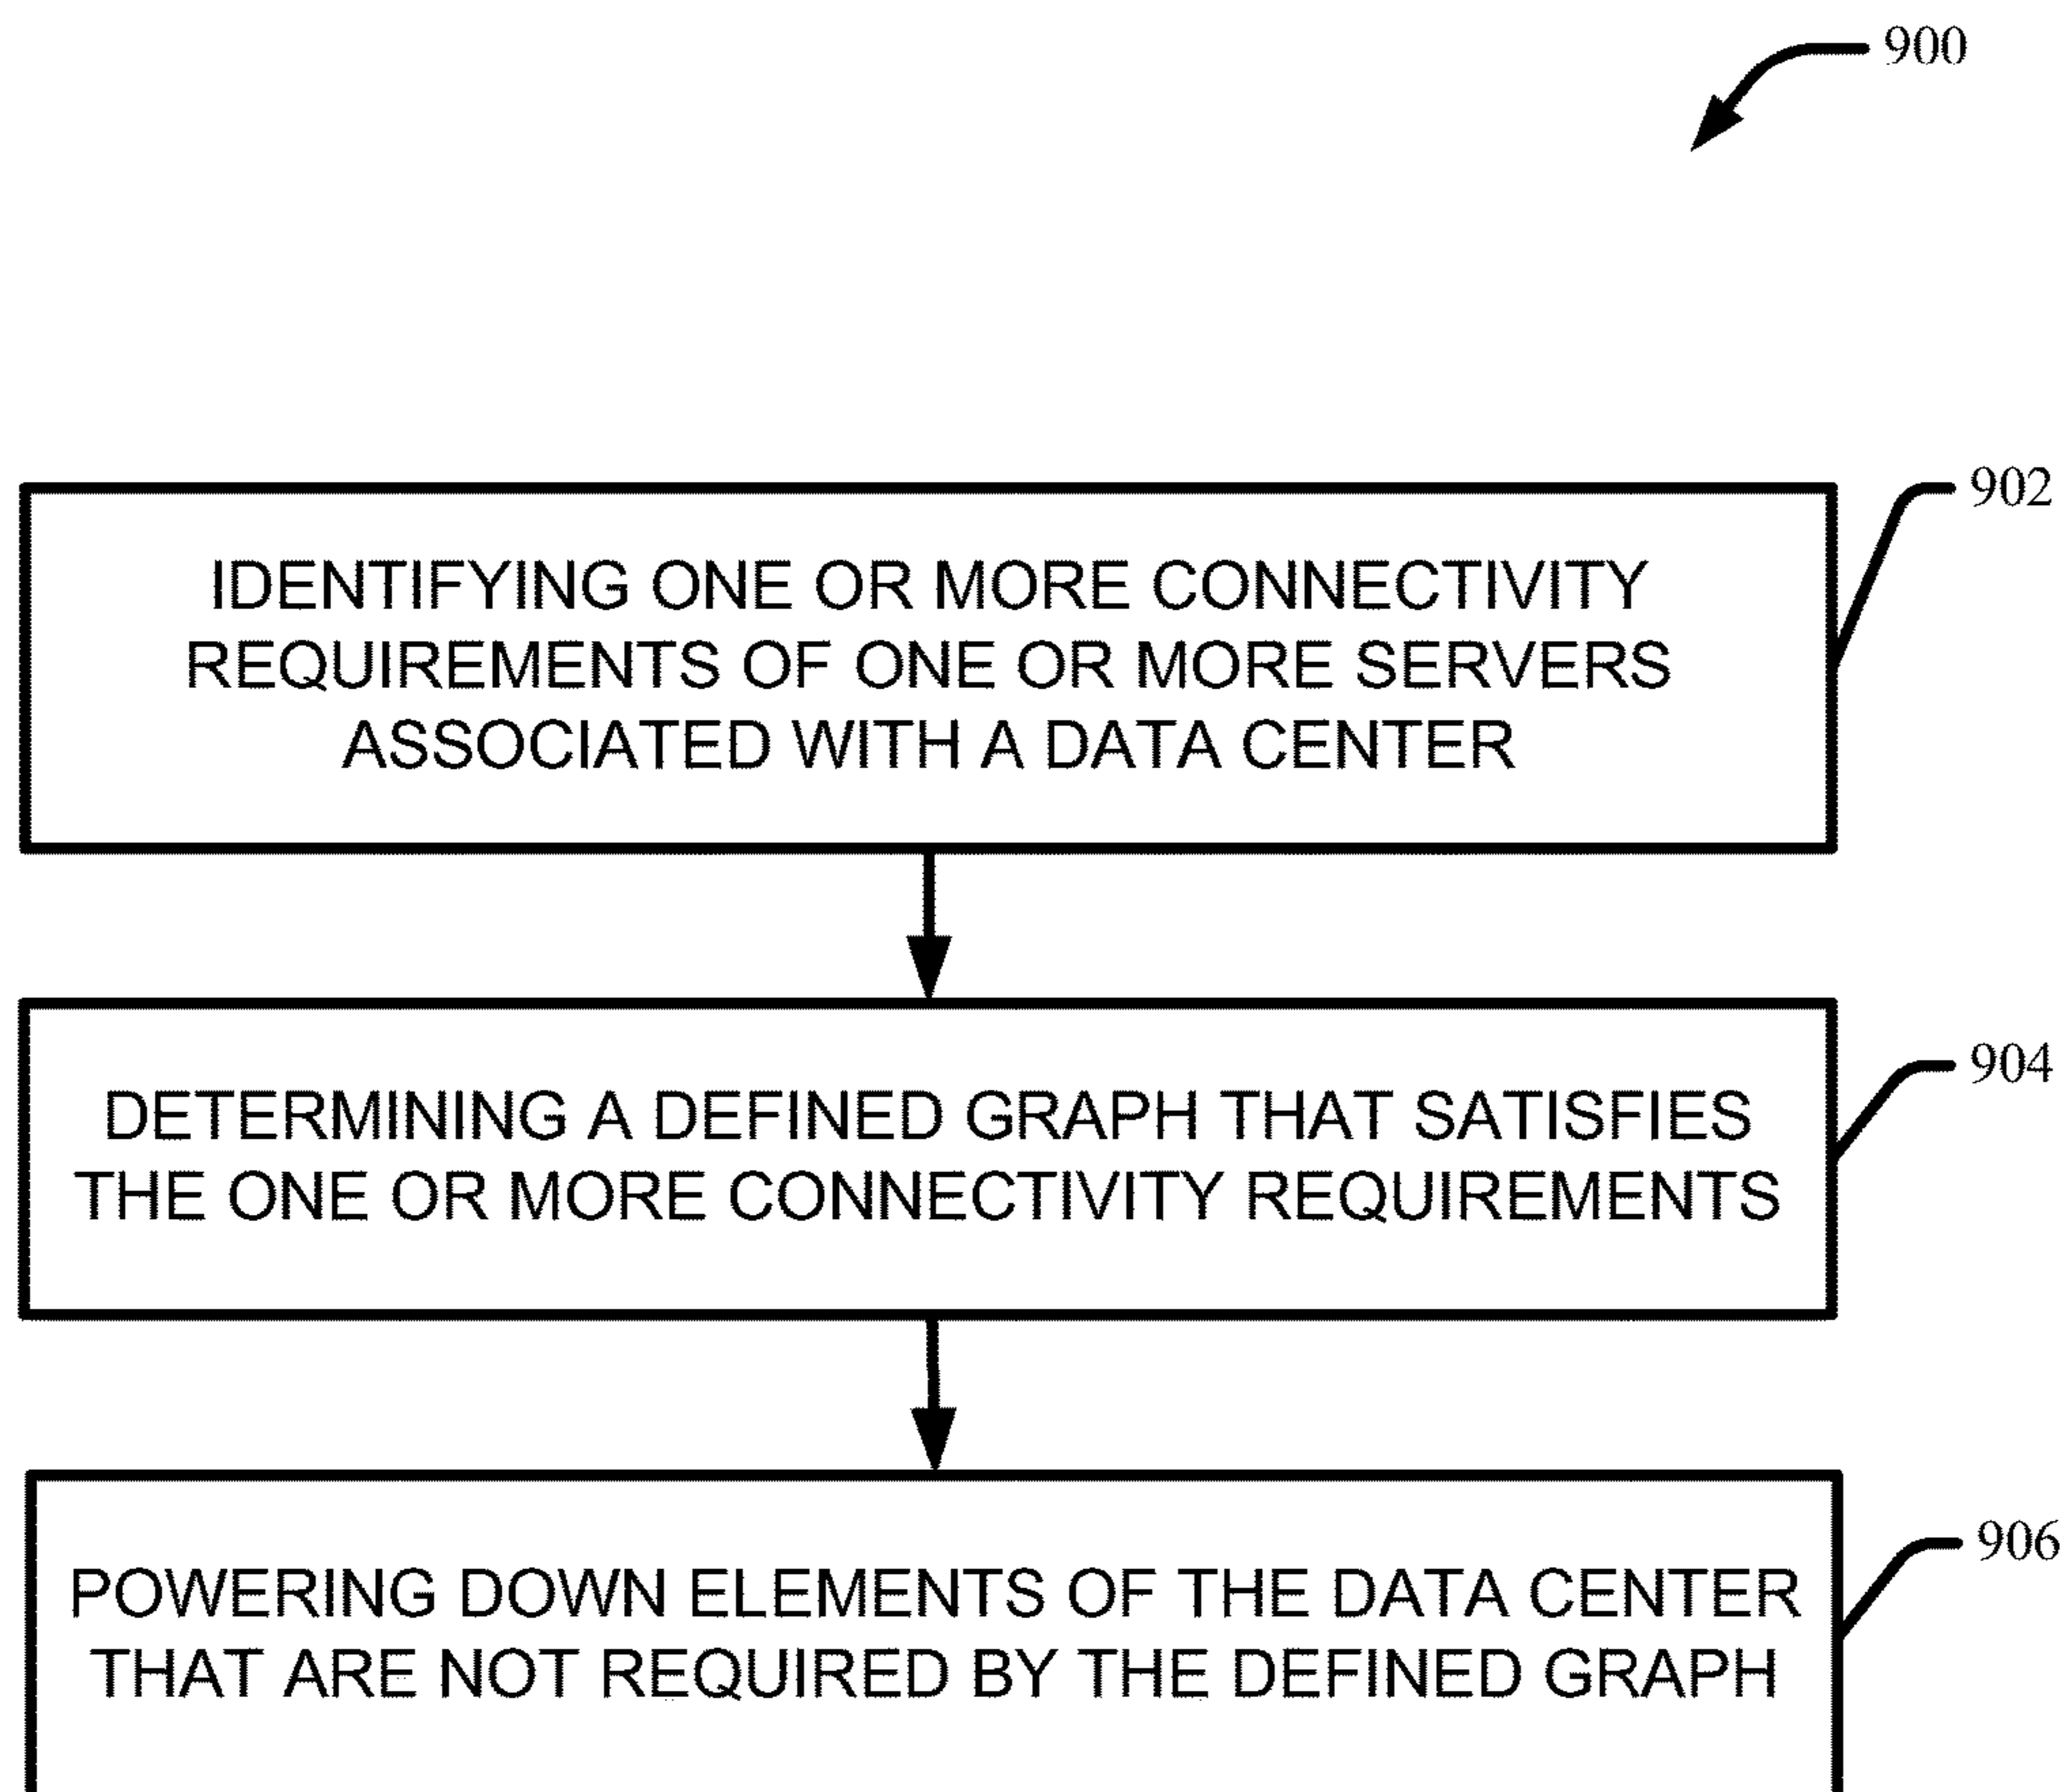 900
902
IDENTIFYING ONE OR MORE CONNECTIVITY
REQUIREMENTS OF ONE OR MORE SERVERS
ASSOCIATED WITH A DATA CENTER
904
DETERMINING A DEFINED GRAPH THAT SATISFIES
THE ONE OR MORE CONNECTIVITY REQUIREMENTS
906
POWERING DOWN ELEMENTS OF THE DATA CENTER
THAT ARE NOT REQUIRED BY THE DEFINED GRAPH